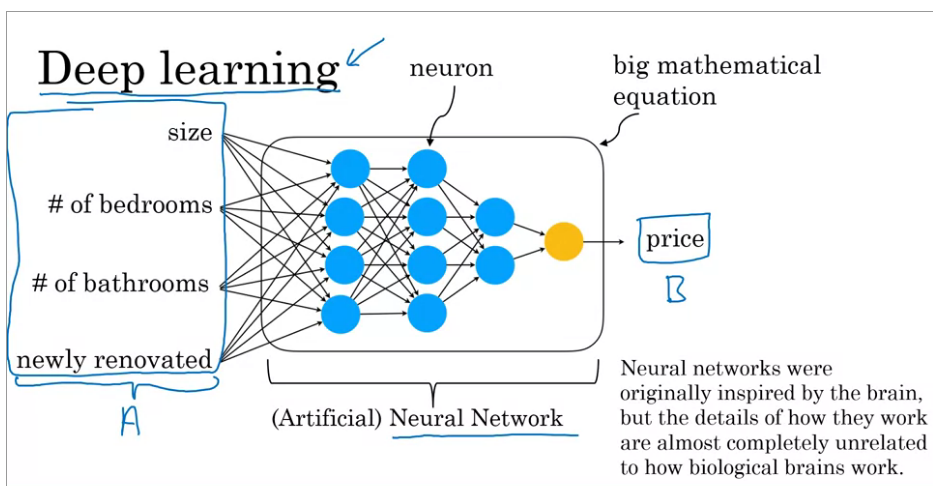 Deep learning
neuron
big mathematical
equation
size
# of bedrooms
# of bathrooms
newly renovated
A
price
B
(Artificial) Neural Network
Neural networks were
originally inspired by the brain,
but the details of how they work
are almost completely unrelated
to how biological brains work.